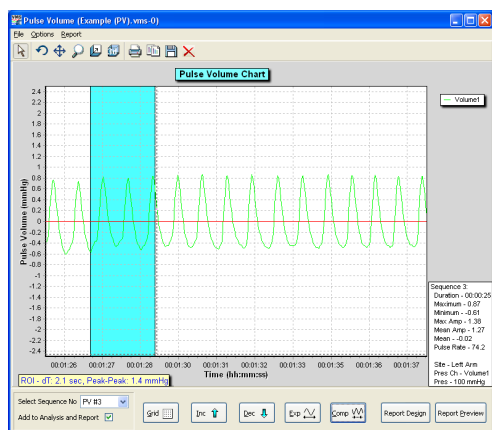 Pulse Volume (Example (PV).vms-0)
File Options Report
Pulse Volume Chart
Volume1
2.4
2.2
2
1.8
1.6
1.4
1.2
1
0.8
0.6
0.4
0.2
0
-0.2
-0.4
-0.6
-0.8
-1
-1.2
-1.4
-1.6
-1.8
-2
-2.2
-2.4
Pulse Volume (mmHg)
00:01:26 00:01:27 00:01:28 00:01:29 00:01:30 00:01:31 00:01:32 00:01:34 00:01:35 00:01:37
Time (hh:mm:ss)
Sequence 3:
Duration - 00:00:25
Maximum - 0.87
Minimum - -0.61
Max Amp - 1.38
Mean Amp - 1.27
Mean - -0.02
Pulse Rate - 74.2
Site - Left Arm
Pres Ch - Volume1
Pres - 100 mmHg
ROI - dT: 2.1 sec, Peak-Peak: 1.4 mmHg
Select Sequence No PV #3
Add to Analysis and Report
Grid Inc Dec Exp Comp Report Design Report Preview